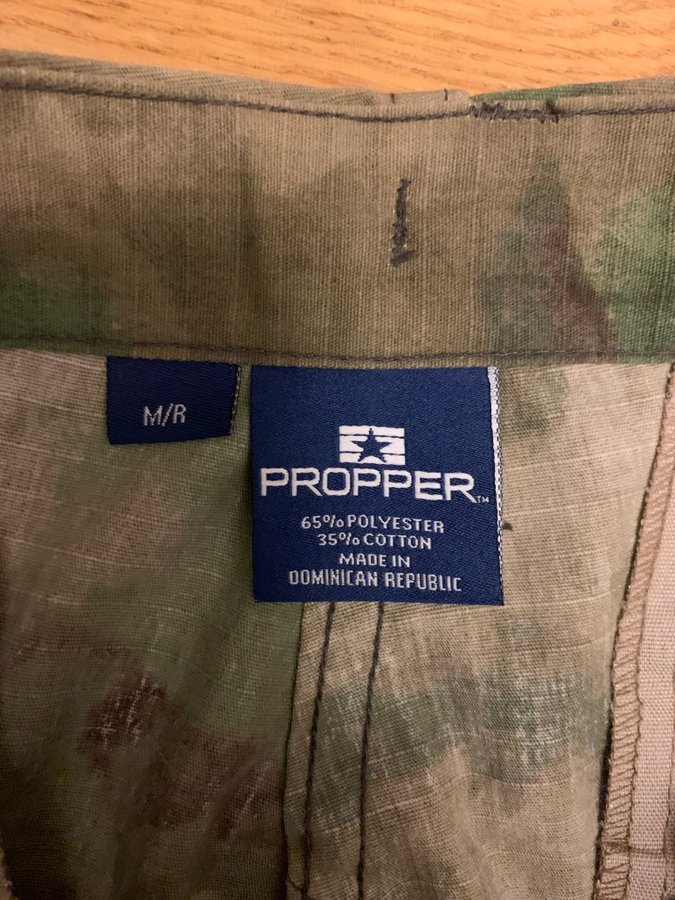 M/R
PROPPER™
65% POLYESTER
35% COTTON
MADE IN
DOMINICAN REPUBLIC